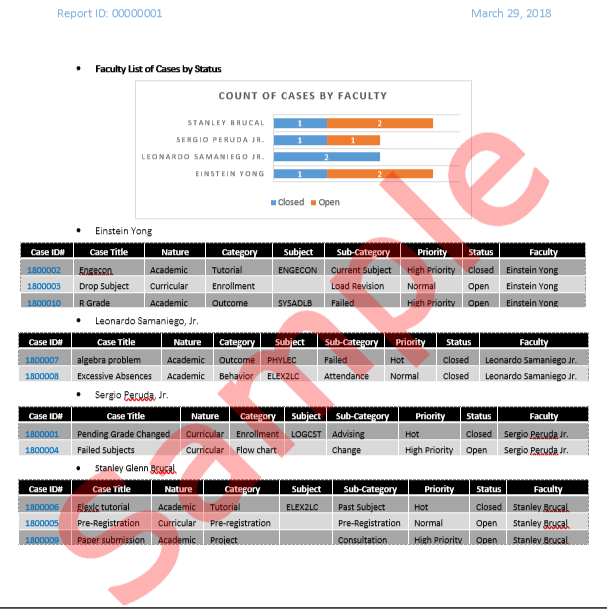 Report ID: 00000001 March 29, 2018
• Faculty List of Cases by Status
COUNT OF CASES BY FACULTY
STANLEY BRUCAL 1 2
SERGIO PERUDA JR. 1 1
LEONARDO SAMANIEGO JR. 2
EINSTEIN YONG 1 2
Closed Open
• Einstein Yong
Case ID# Case Title Nature Category Subject Sub-Category Priority Status Faculty
1800002 Engecon Academic Tutorial ENGECON Current Subject High Priority Closed Einstein Yong
1800003 Drop Subject Curricular Enrollment Load Revision Normal Open Einstein Yong
1800010 R Grade Academic Outcome SYSADLB Failed High Priority Open Einstein Yong
• Leonardo Samaniego, Jr.
Case ID# Case Title Nature Category Subject Sub-Category Priority Status Faculty
1800007 algebra problem Academic Outcome PHYLEC Failed Hot Closed Leonardo Samaniego Jr.
1800008 Excessive Absences Academic Behavior ELEX2LC Attendance Normal Closed Leonardo Samaniego Jr.
• Sergio Peruda, Jr.
Case ID# Case Title Nature Category Subject Sub-Category Priority Status Faculty
1800001 Pending Grade Changed Curricular Enrollment LOGCST Advising Hot Closed Sergio Peruda Jr.
1800004 Failed Subjects Curricular Flow chart Change High Priority Open Sergio Peruda Jr.
• Stanley Glenn Brucal
Case ID# Case Title Nature Category Subject Sub-Category Priority Status Faculty
1800006 Elexic tutorial Academic Tutorial ELEX2LC Past Subject Hot Closed Stanley Brucal
1800005 Pre-Registration Curricular Pre-registration Pre-Registration Normal Open Stanley Brucal
1800009 Paper submission Academic Project Consultation High Priority Open Stanley Brucal
Sample